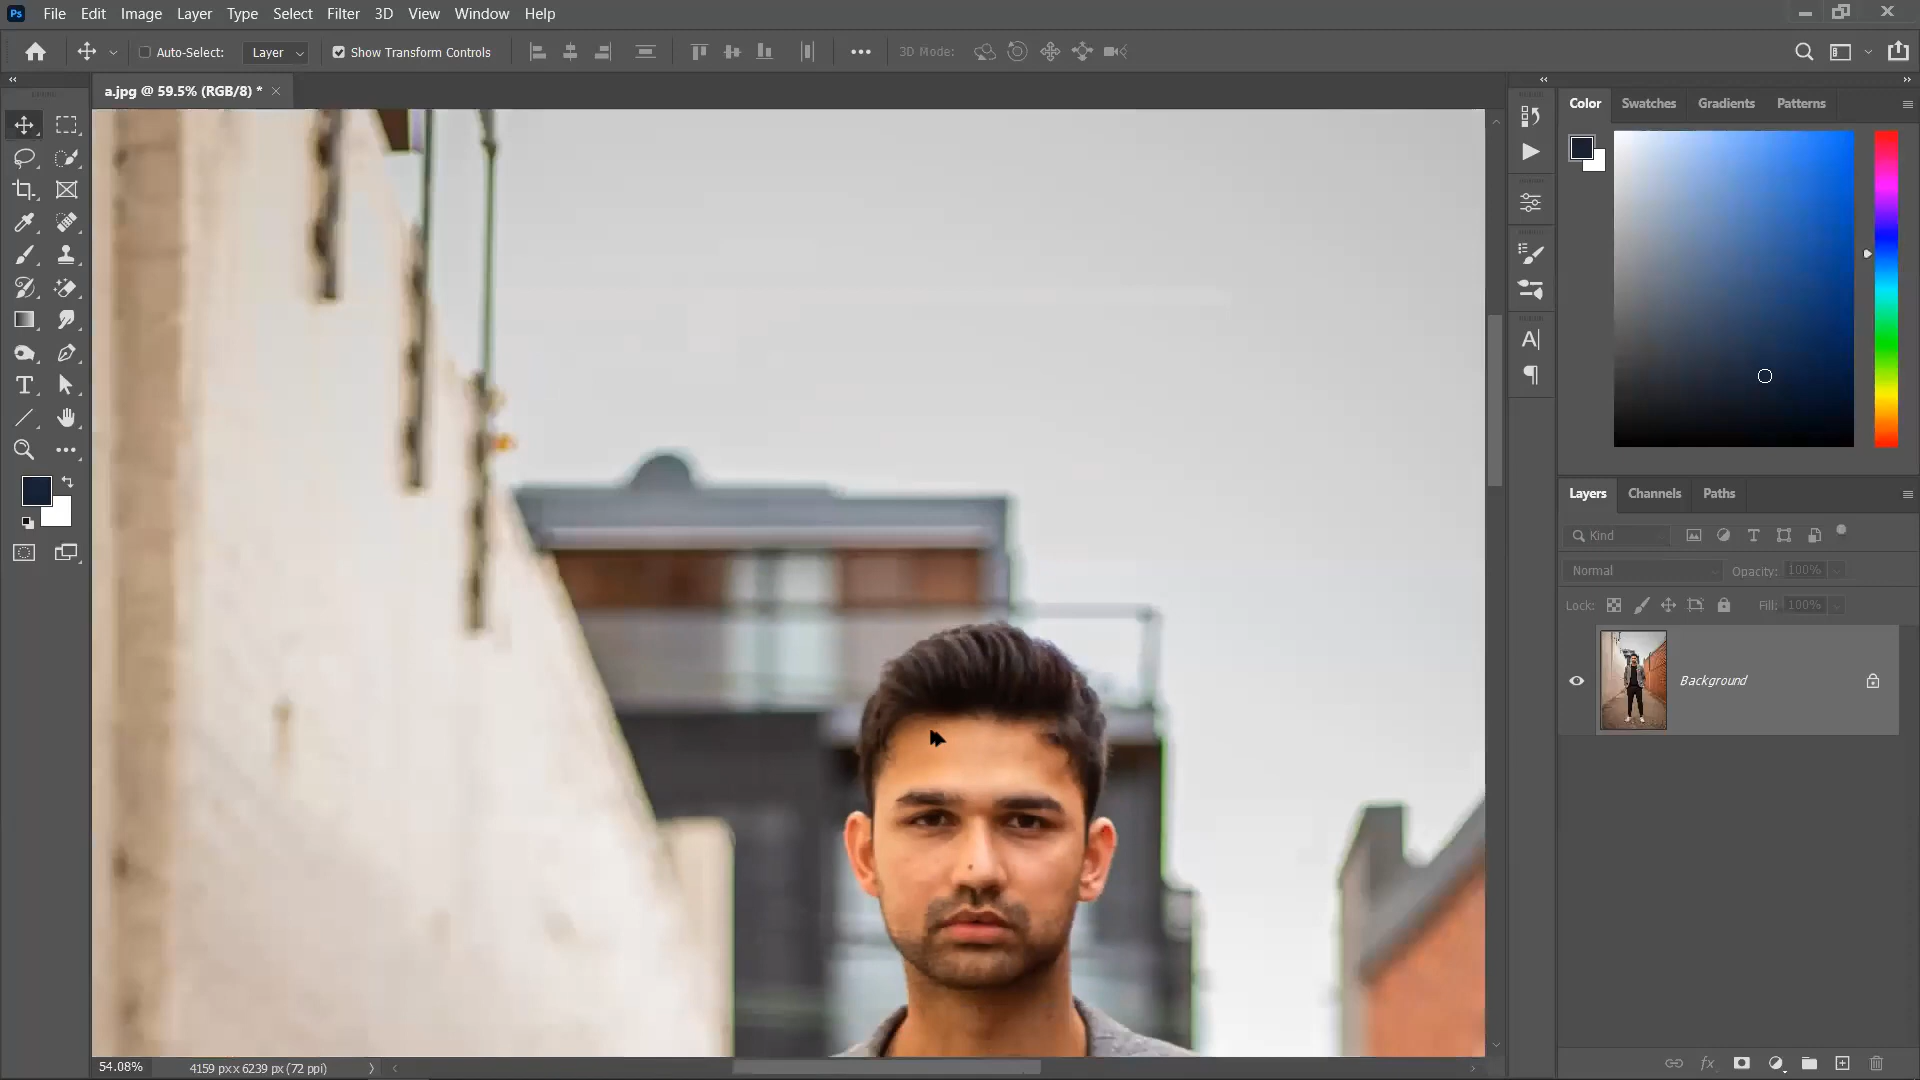 Ps File Edit Image Layer Type Select Filter 3D View Window Help
Auto-Select: Layer Show Transform Controls 3D Mode:
a.jpg @ 59.5% (RGB/8) *
Color Swatches Gradients Patterns
Layers Channels Paths
Kind
Normal Opacity: 100%
Lock: Fill: 100%
Background
54.08% 4159 px x 6239 px (72 ppi)